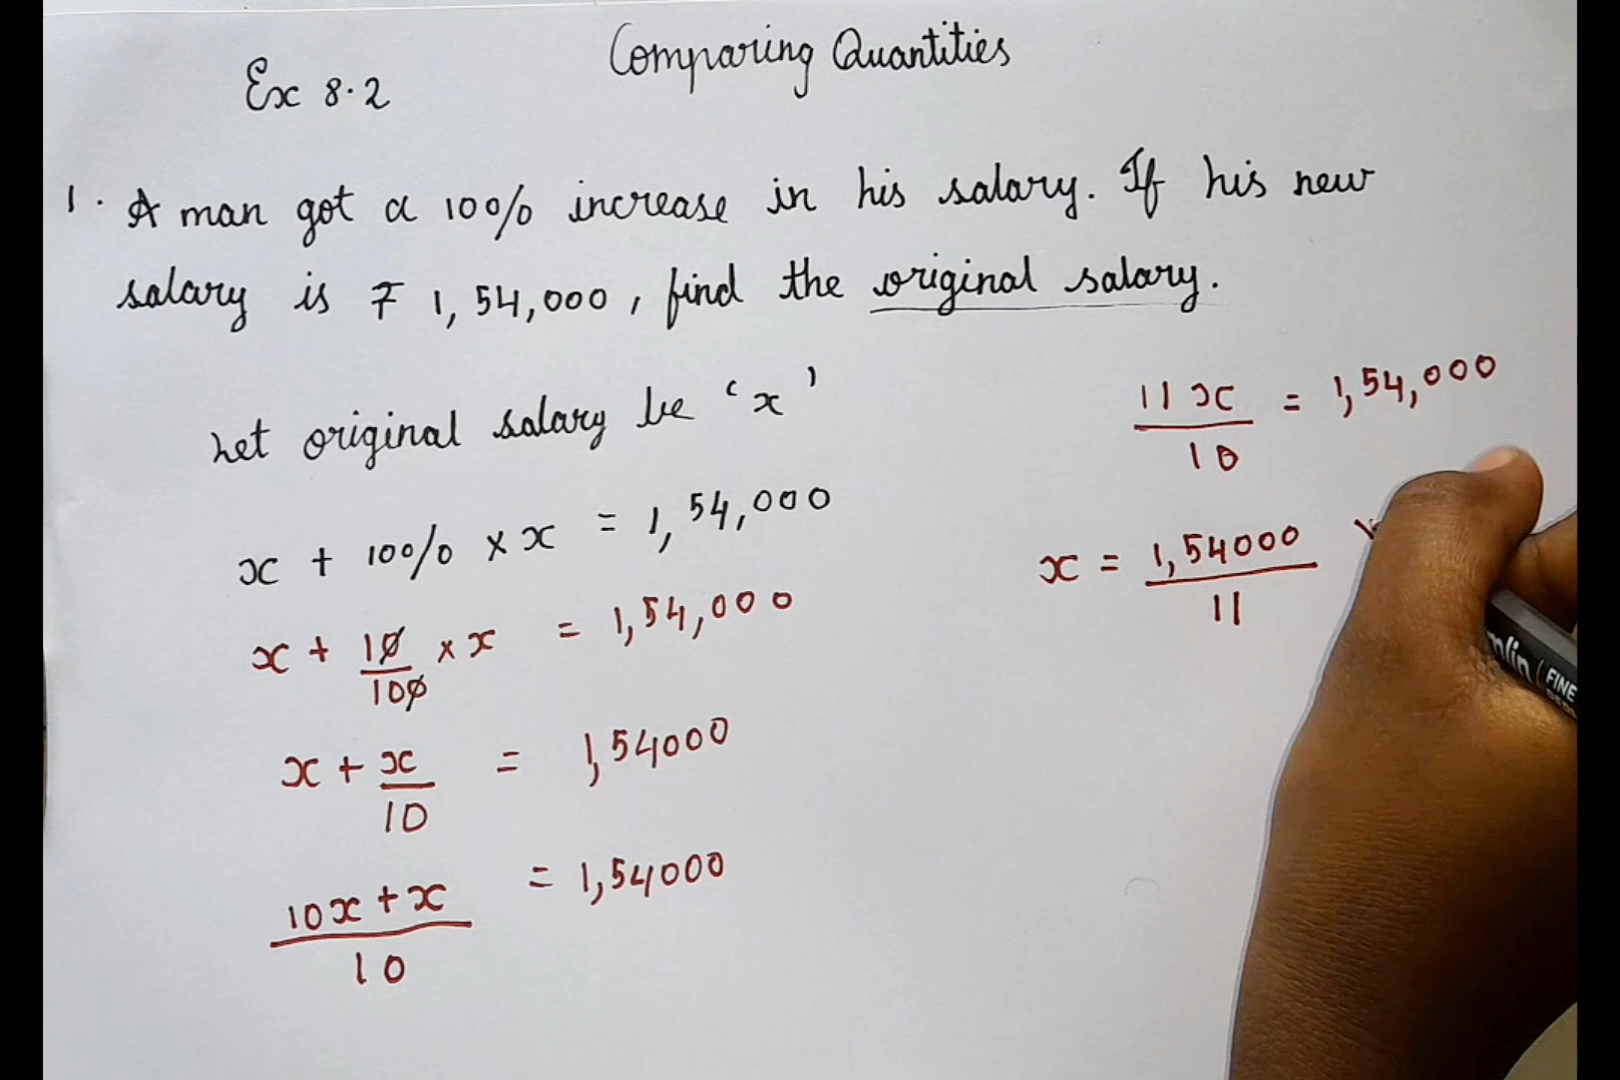 Comparing Quantities
Ex 8.2
1. A man got a 10% increase in his salary. If his new
salary is ₹ 1,54,000, find the original salary.
Let original salary be 'x'
x + 10% × x = 1,54,000
x + 10/100 × x = 1,54,000
x + x/10 = 1,54000
10x + x/10 = 1,54000
11x/10 = 1,54,000
x = 1,54000/11
mlin FINE